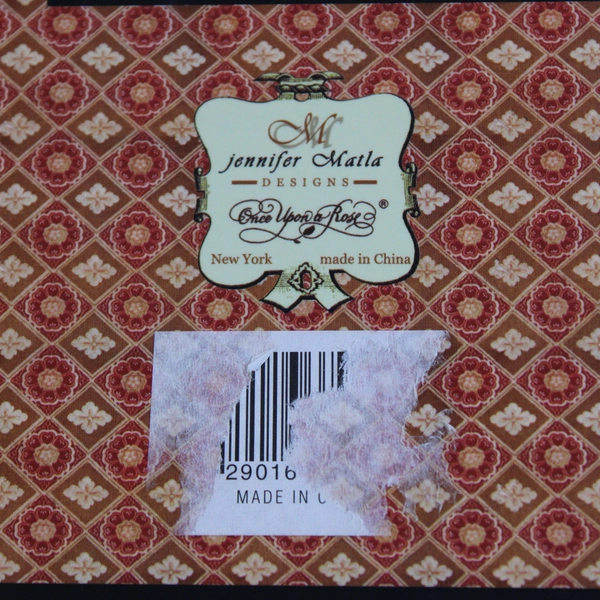 M
jennifer Matla
DESIGNS
Once Upon a Rose®
New York made in China
29016
MADE IN